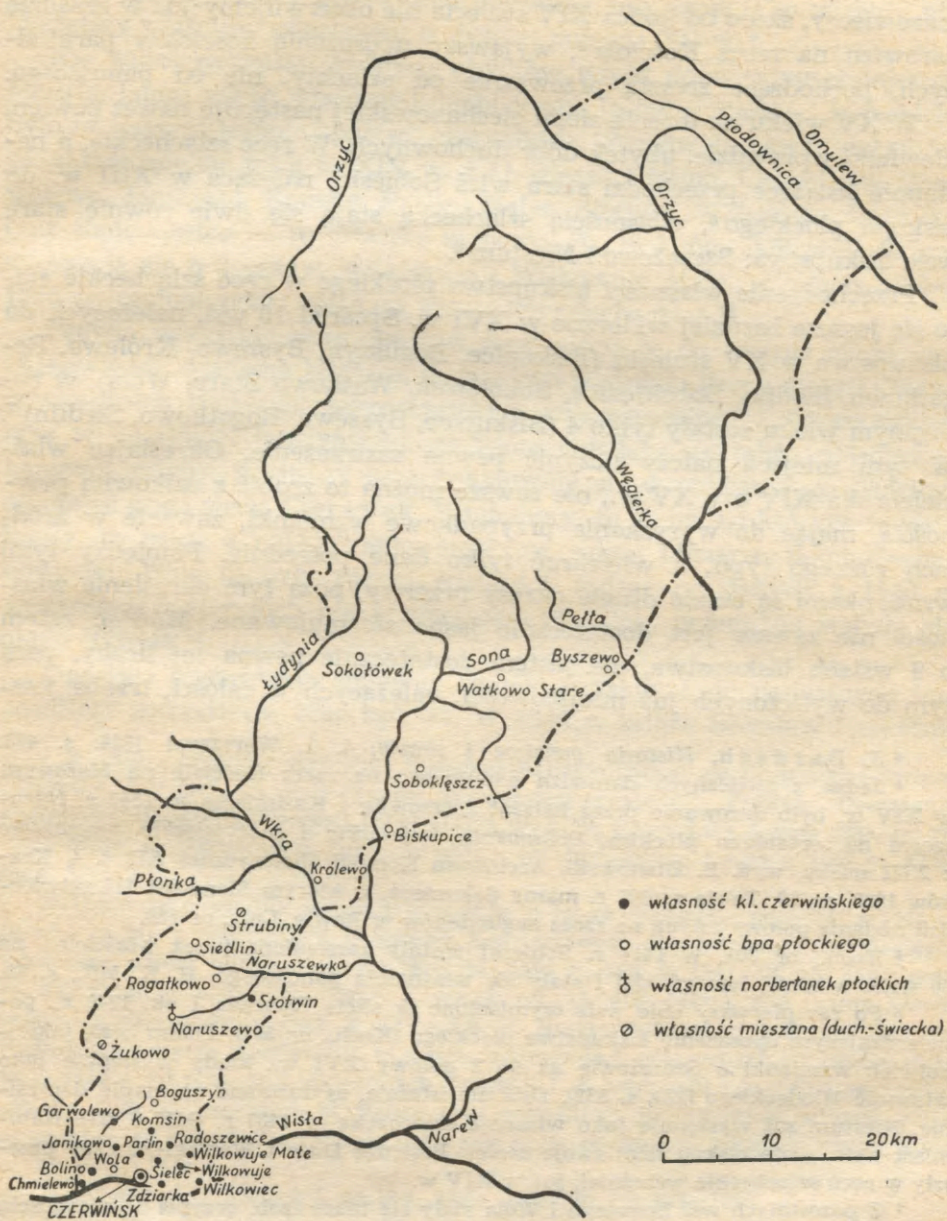 Orzyc
Płodownica
Omulew
Orzyc
Węgierka
Łydynia
Sokołówek
Sona
Pełta
Byszewo
Watkowo Stare
Soboklęszcz
Wkra
Biskupice
Płonka
Królewo
Strubiny
Siedlin
Naruszewka
Rogałkowo
Słotwin
Naruszewo
Żukowo
Boguszyn
Garwolewo
Komsin
Wisła
Narew
Janikowo
Parlin
Radoszewice
Wilkowuje Małe
Bolino
Wola
Sielec
Wilkowuje
Chmielewo
Zdziarka
Wilkowiec
CZERWIŃSK
własność kl. czerwińskiego
własność bpa płockiego
własność norbertanek płockich
własność mieszana (duch.-świecka)
0 10 20 km